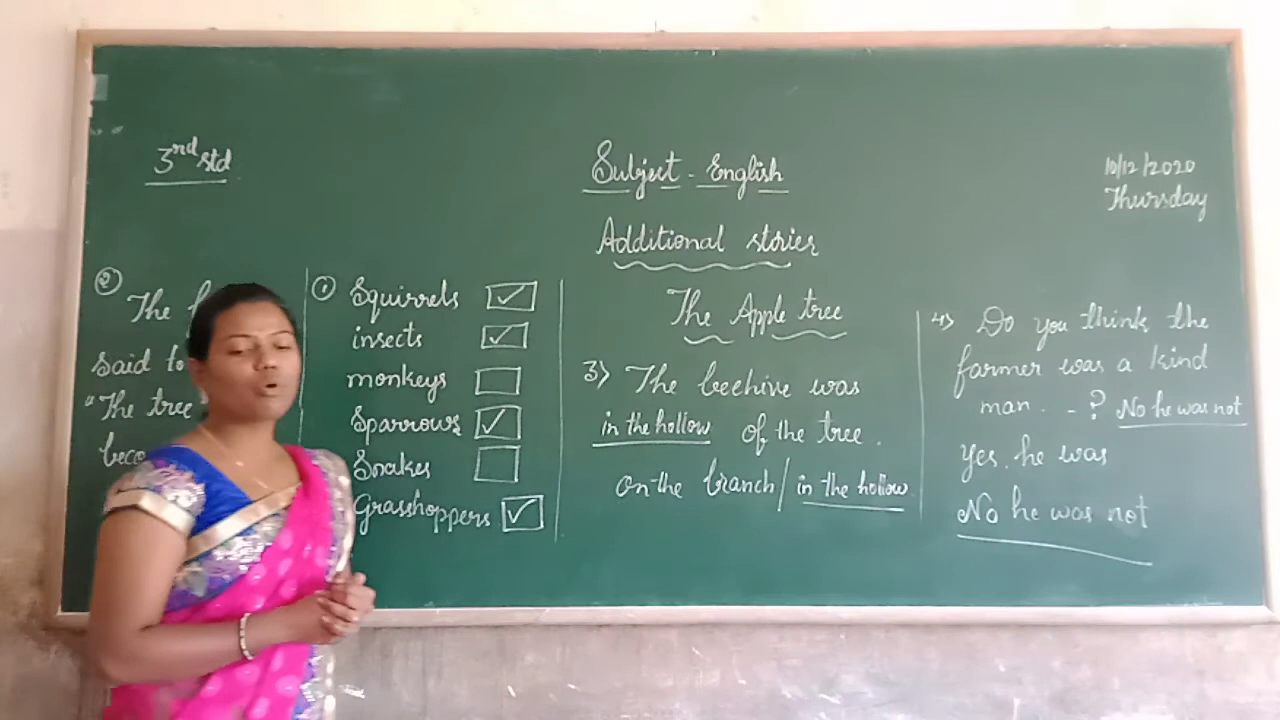 3rd std
Subject - English
10/12/2020
Thursday
Additional stories
The Apple tree
②
The
said to
"The tree
① Squirrels ☑
insects ☑
monkeys ☐
Sparrows ☑
Snakes ☐
Grasshoppers ☑
3) The beehive was
in the hollow of the tree.
on the branch / in the hollow
4) Do you think the
farmer was a kind
man. - ? No he was not
Yes. he was
No he was not